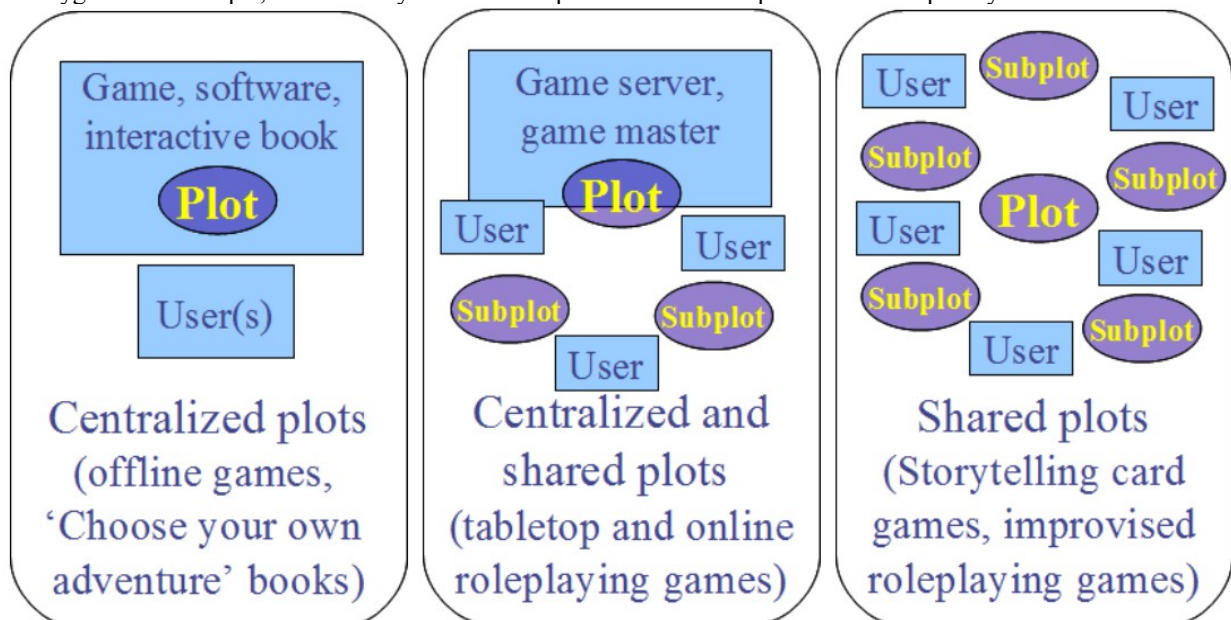 Game, software,
interactive book
Plot
User(s)
Centralized plots
(offline games,
‘Choose your own
adventure’ books)
Game server,
game master
Plot
User
User
Subplot
Subplot
User
Centralized and
shared plots
(tabletop and online
roleplaying games)
User
Subplot
User
Subplot
Subplot
User
Plot
User
Subplot
Subplot
User
Shared plots
(Storytelling card
games, improvised
roleplaying games)